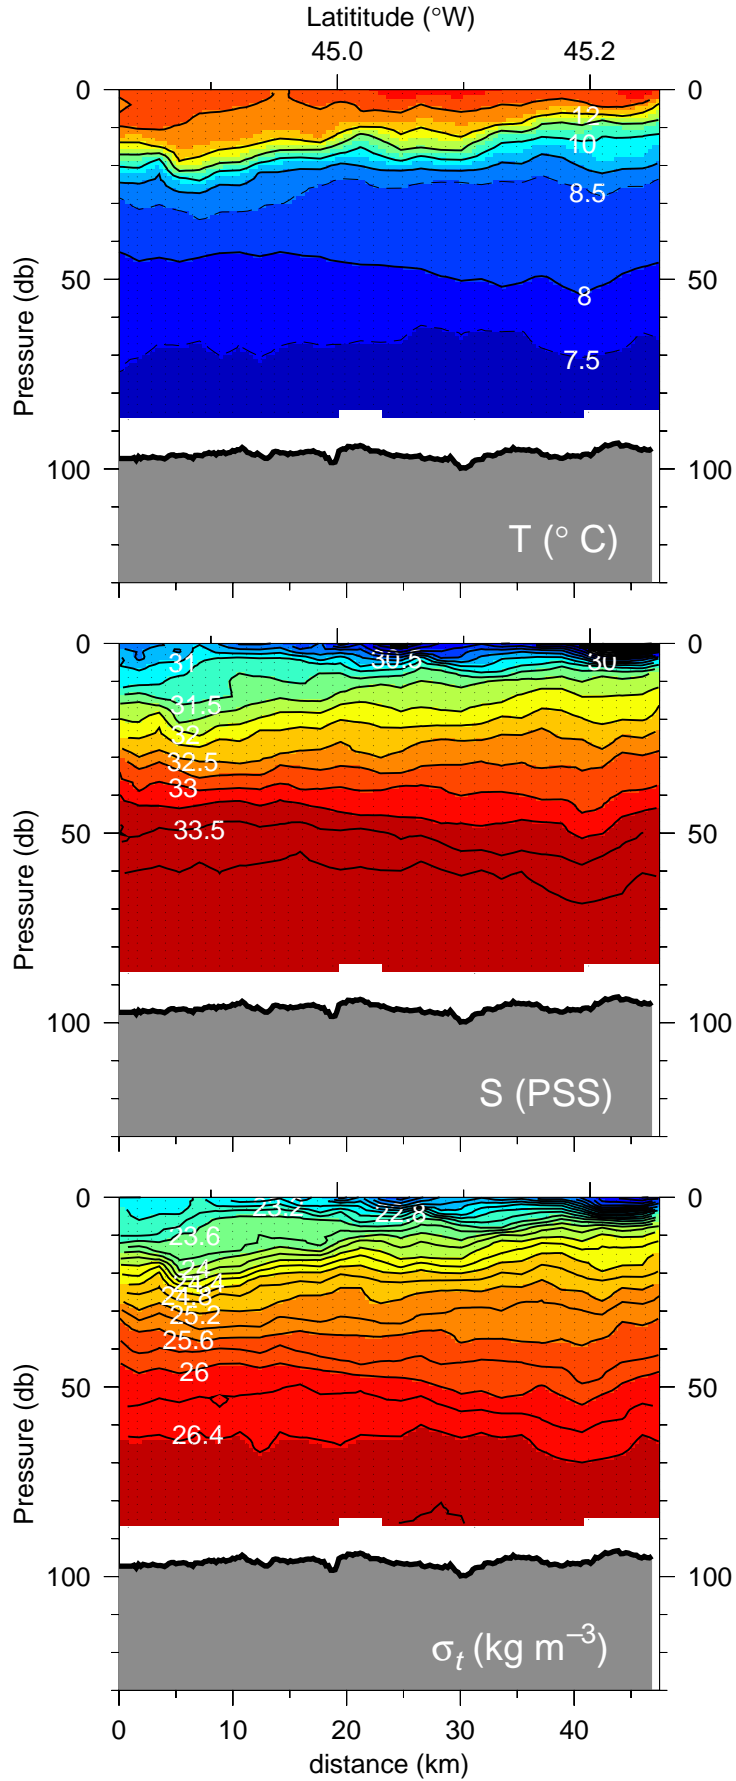 Latititude (°W)
45.0 45.2
0 0
12
10
8.5
50 50
8
7.5
100 100
Pressure (db)
T (° C)
0 0
31 30.5 30
31.5
32
32.5
33
50 50
33.5
100 100
Pressure (db)
S (PSS)
0 0
23.2 22.8
23.6
24
24.4
24.8
25.2
25.6
26
50 50
26.4
100 100
Pressure (db)
σt (kg m–3)
0 10 20 30 40
distance (km)